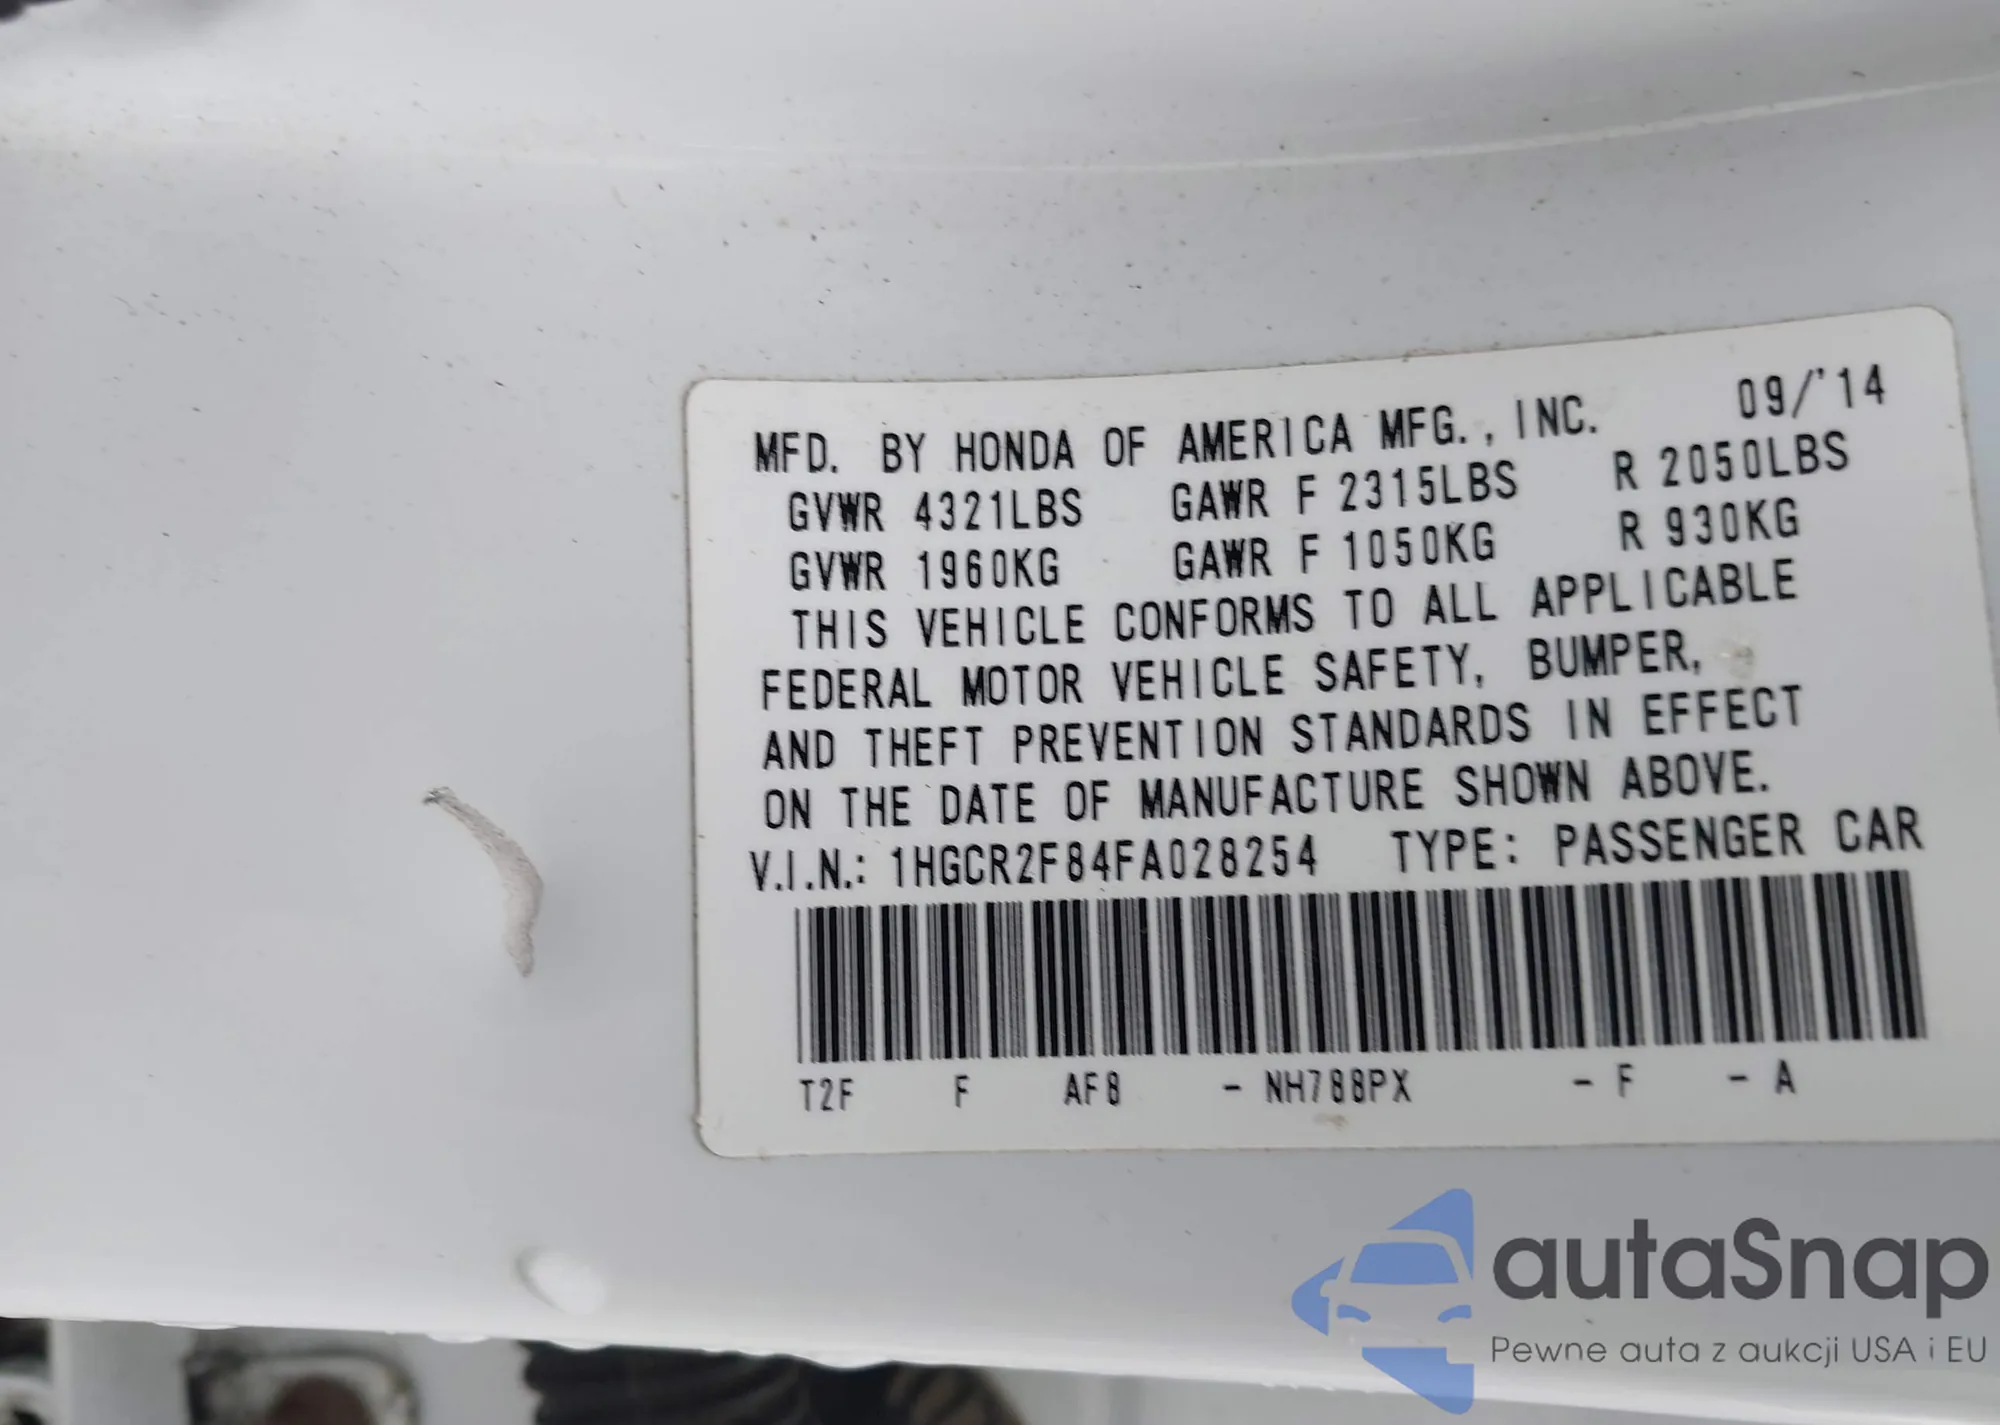 MFD. BY HONDA OF AMERICA MFG., INC. 09/'14
GVWR 4321LBS GAWR F 2315LBS R 2050LBS
GVWR 1960KG GAWR F 1050KG R 930KG
THIS VEHICLE CONFORMS TO ALL APPLICABLE
FEDERAL MOTOR VEHICLE SAFETY, BUMPER,
AND THEFT PREVENTION STANDARDS IN EFFECT
ON THE DATE OF MANUFACTURE SHOWN ABOVE.
V.I.N.: 1HGCR2F84FA028254 TYPE: PASSENGER CAR
T2F F AF8 - NH788PX - F - A
autaSnap
Pewne auta z aukcji USA i EU